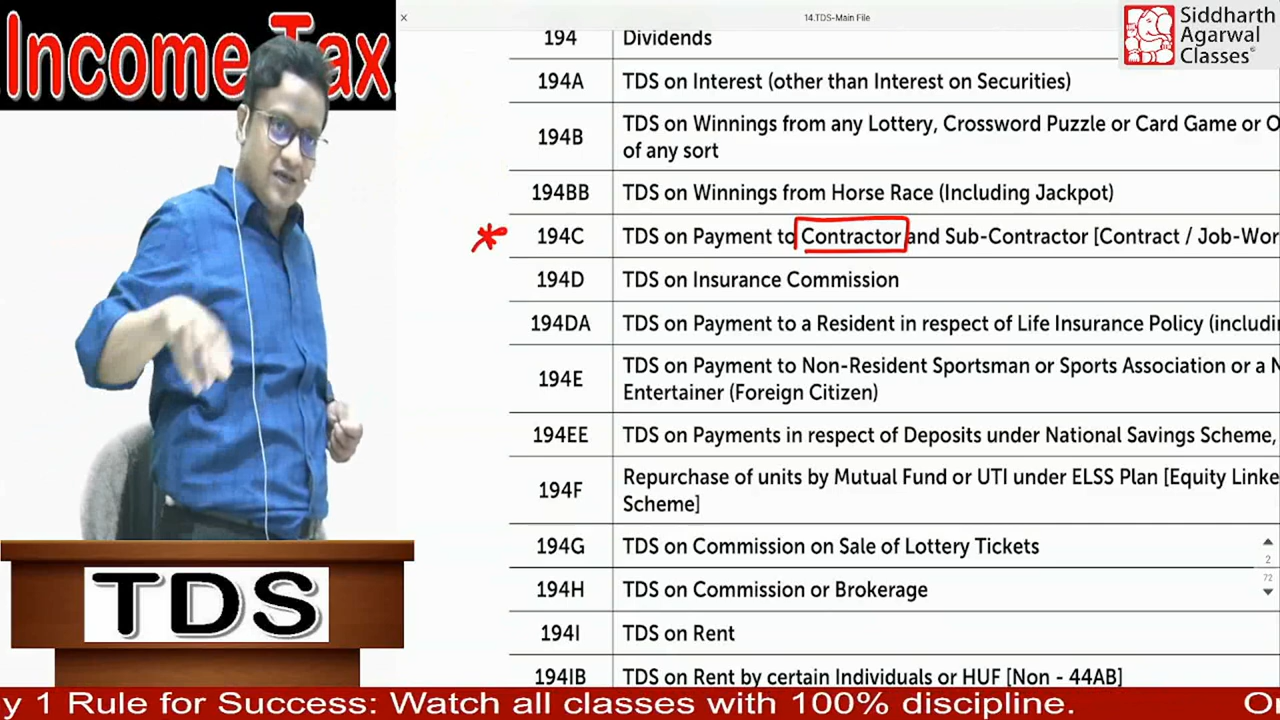 Income Tax.
×
14.TDS-Main File
Siddharth
Agarwal
Classes
194 Dividends
194A TDS on Interest (other than Interest on Securities)
194B TDS on Winnings from any Lottery, Crossword Puzzle or Card Game or O
of any sort
194BB TDS on Winnings from Horse Race (Including Jackpot)
194C TDS on Payment to Contractor and Sub-Contractor [Contract / Job-Wor
194D TDS on Insurance Commission
194DA TDS on Payment to a Resident in respect of Life Insurance Policy (includi
194E TDS on Payment to Non-Resident Sportsman or Sports Association or a N
Entertainer (Foreign Citizen)
194EE TDS on Payments in respect of Deposits under National Savings Scheme,
194F Repurchase of units by Mutual Fund or UTI under ELSS Plan [Equity Linke
Scheme]
194G TDS on Commission on Sale of Lottery Tickets
194H TDS on Commission or Brokerage
194I TDS on Rent
194IB TDS on Rent by certain Individuals or HUF [Non - 44AB]
2
72
TDS
y 1 Rule for Success: Watch all classes with 100% discipline. Or